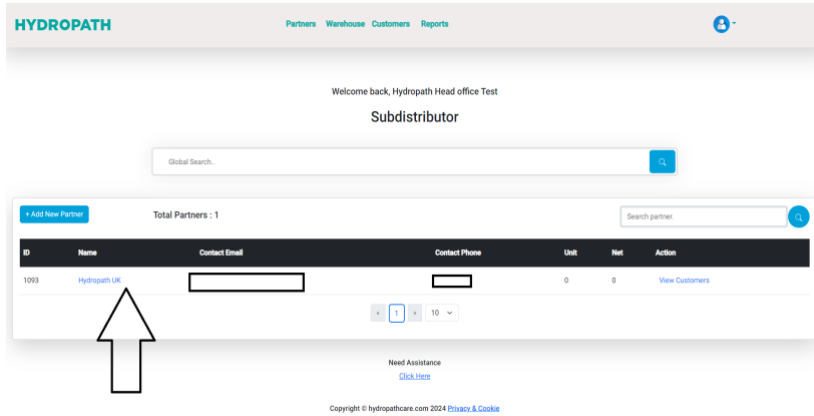 HYDROPATH
Partners Warehouse Customers Reports
Welcome back, Hydropath Head office Test
Subdistributor
Global Search..
+ Add New Partner
Total Partners : 1
Search partner.
ID Name Contact Email Contact Phone Unit Net Action
1093 Hydropath UK 0 0 View Customers
1 10
Need Assistance
Click Here
Copyright © hydropathcare.com 2024 Privacy & Cookie